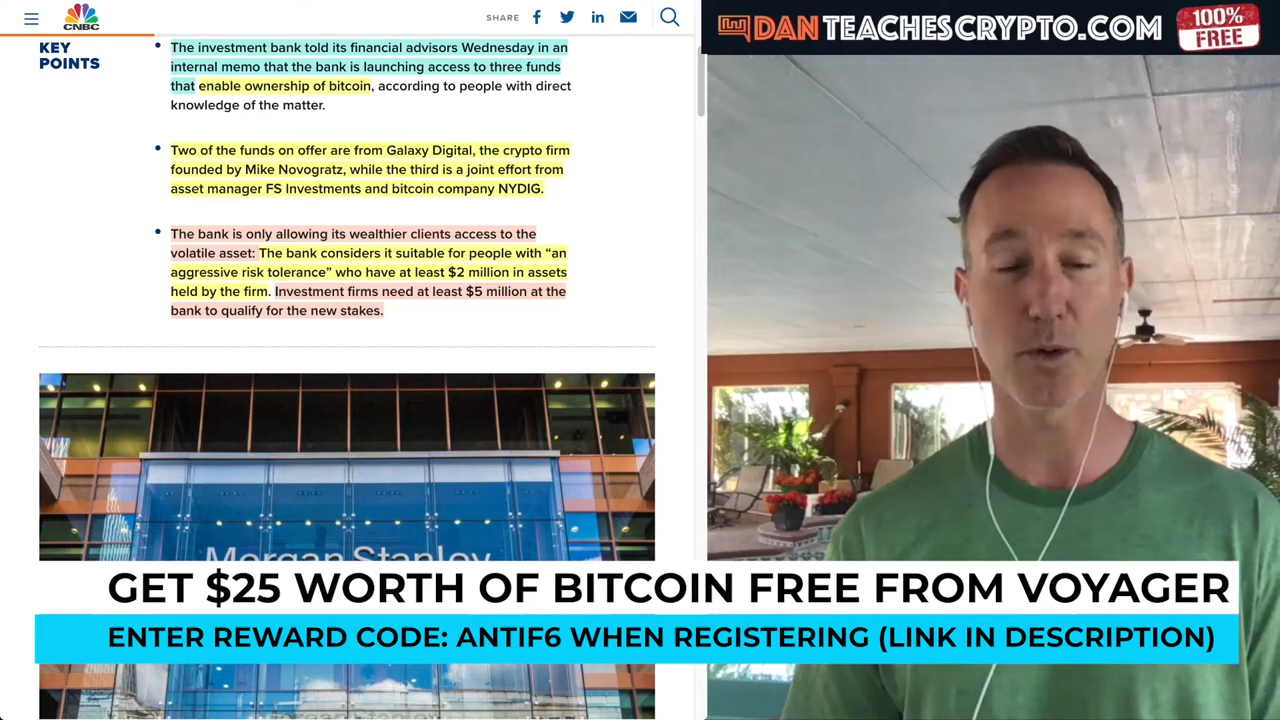 CNBC
SHARE
KEY
POINTS
The investment bank told its financial advisors Wednesday in an
internal memo that the bank is launching access to three funds
that enable ownership of bitcoin, according to people with direct
knowledge of the matter.
Two of the funds on offer are from Galaxy Digital, the crypto firm
founded by Mike Novogratz, while the third is a joint effort from
asset manager FS Investments and bitcoin company NYDIG.
The bank is only allowing its wealthier clients access to the
volatile asset: The bank considers it suitable for people with “an
aggressive risk tolerance” who have at least $2 million in assets
held by the firm. Investment firms need at least $5 million at the
bank to qualify for the new stakes.
Morgan Stanley
DANTEACHESCRYPTO.COM
100%
FREE
GET $25 WORTH OF BITCOIN FREE FROM VOYAGER
ENTER REWARD CODE: ANTIF6 WHEN REGISTERING (LINK IN DESCRIPTION)